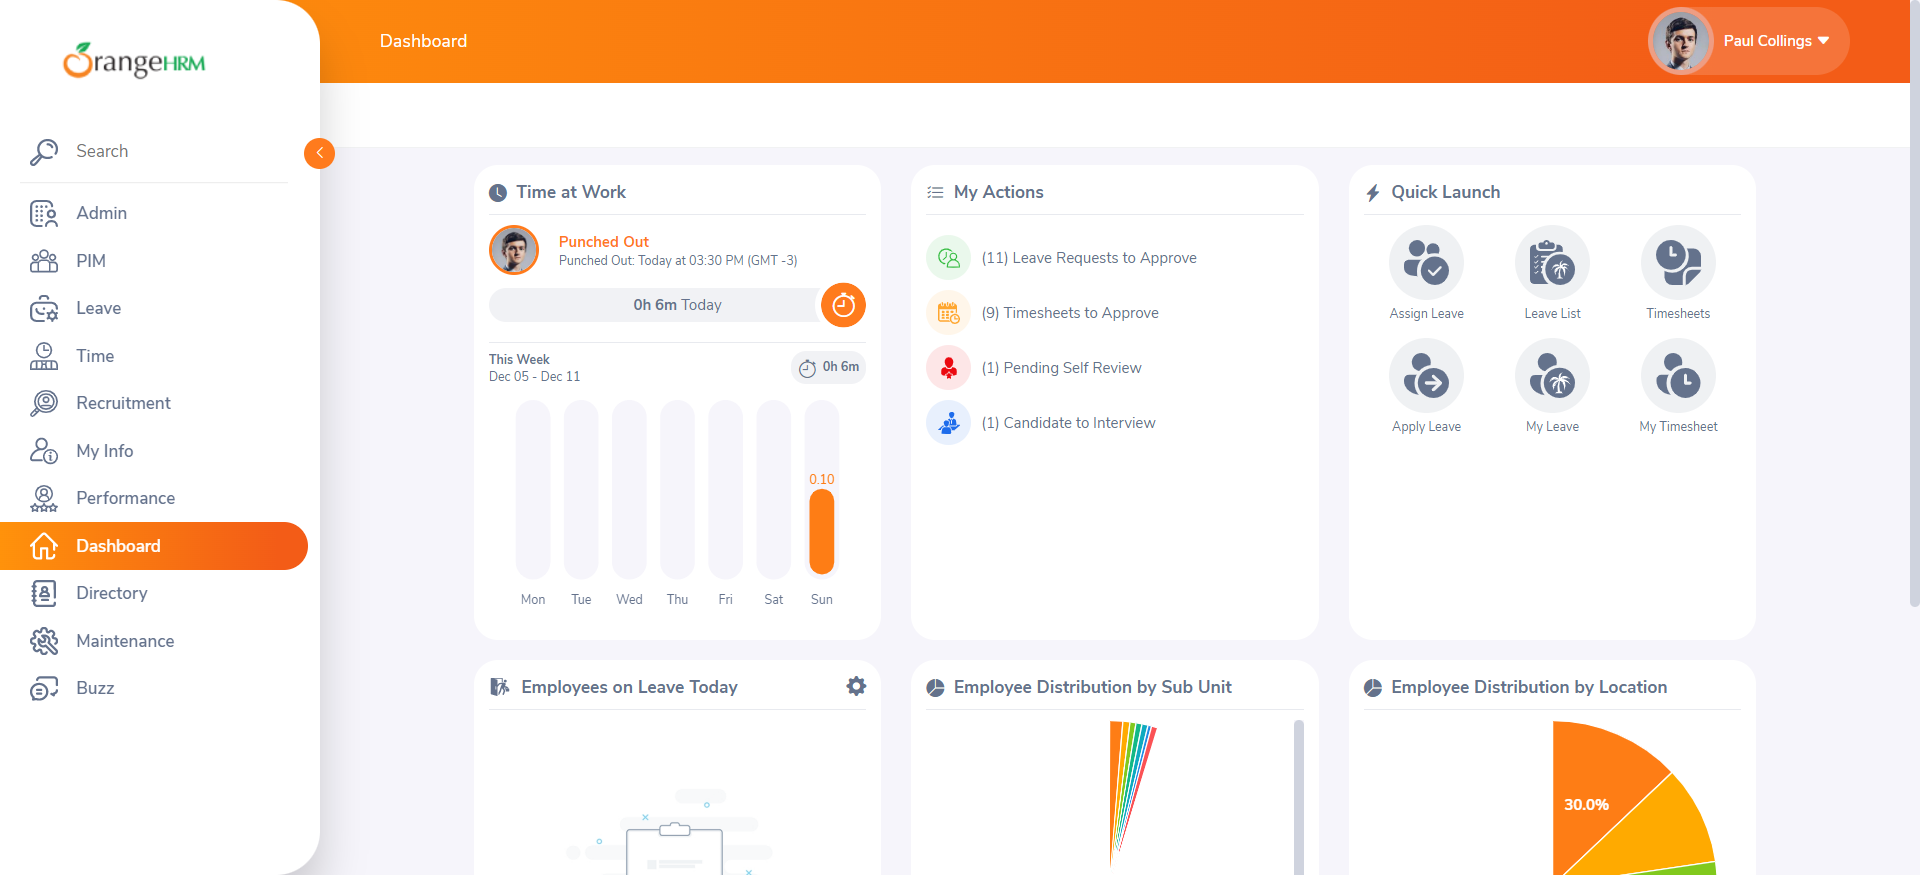 OrangeHRM
Dashboard
Paul Collings
Search
Admin
PIM
Leave
Time
Recruitment
My Info
Performance
Dashboard
Directory
Maintenance
Buzz
Time at Work
Punched Out
Punched Out: Today at 03:30 PM (GMT -3)
0h 6m Today
This Week
Dec 05 - Dec 11
0h 6m
0.10
Mon Tue Wed Thu Fri Sat Sun
My Actions
(11) Leave Requests to Approve
(9) Timesheets to Approve
(1) Pending Self Review
(1) Candidate to Interview
Quick Launch
Assign Leave Leave List Timesheets
Apply Leave My Leave My Timesheet
Employees on Leave Today
Employee Distribution by Sub Unit
Employee Distribution by Location
30.0%